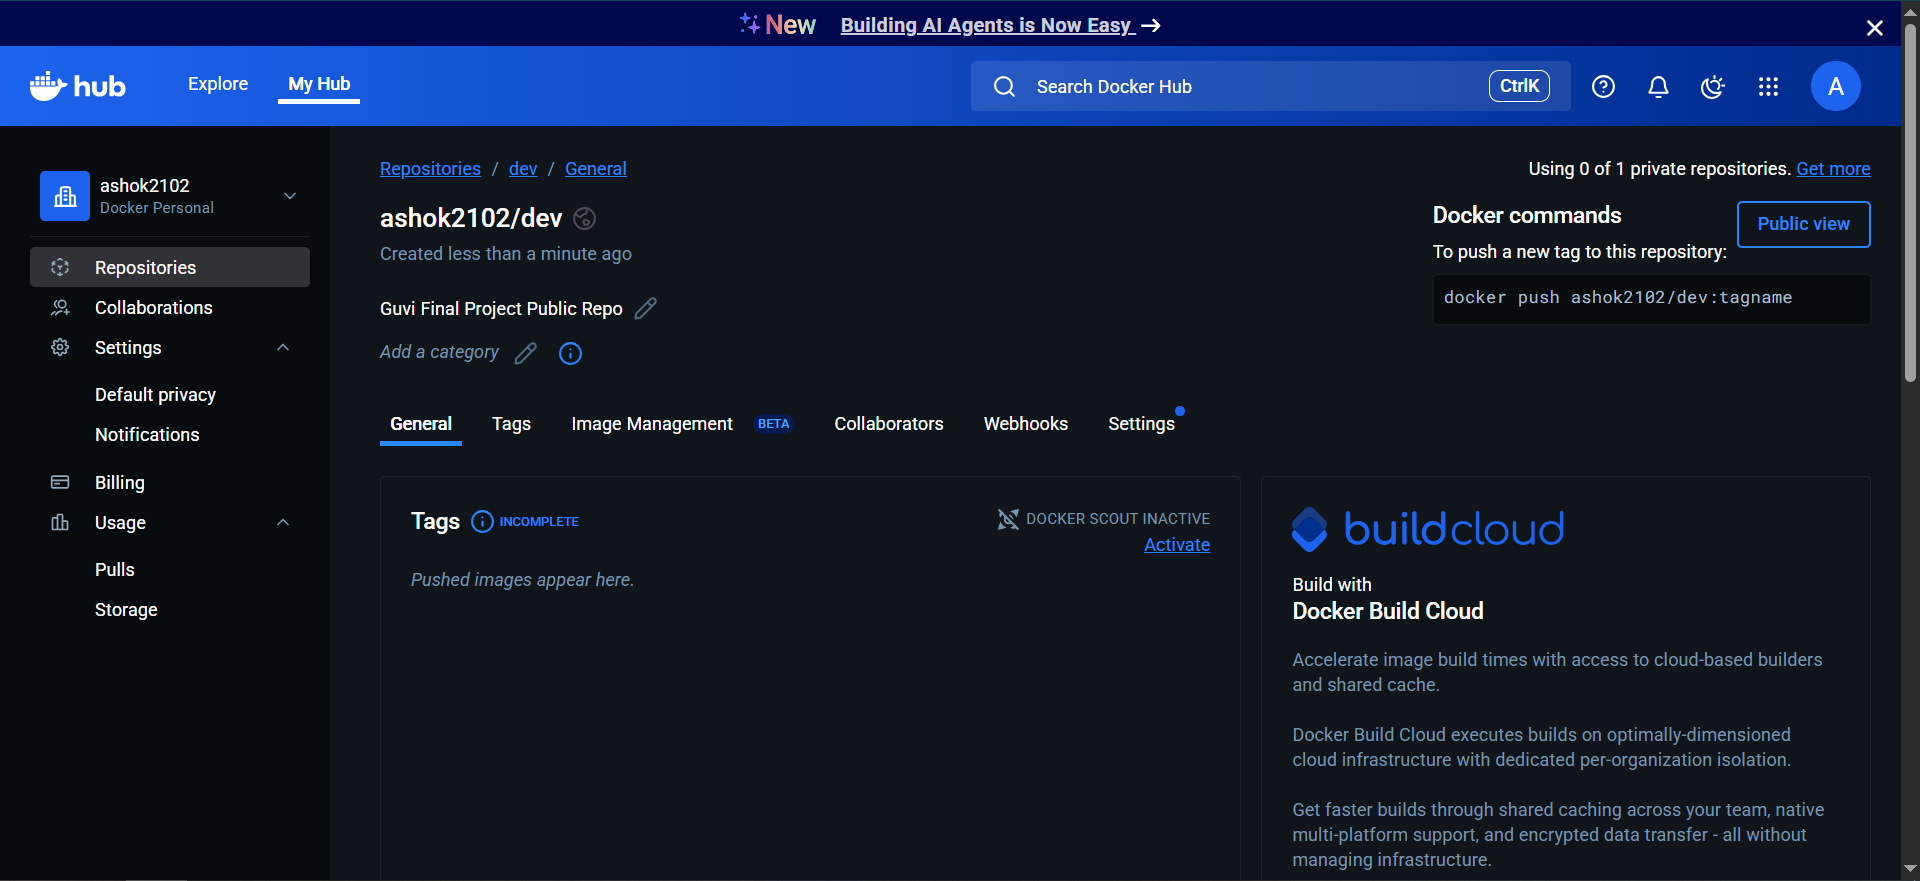 New Building AI Agents is Now Easy →
hub
Explore
My Hub
Search Docker Hub
CtrlK
A
ashok2102
Docker Personal
Repositories
Collaborations
Settings
Default privacy
Notifications
Billing
Usage
Pulls
Storage
Repositories / dev / General
Using 0 of 1 private repositories. Get more
ashok2102/dev
Created less than a minute ago
Guvi Final Project Public Repo
Add a category
Docker commands
Public view
To push a new tag to this repository:
docker push ashok2102/dev:tagname
General
Tags
Image Management BETA
Collaborators
Webhooks
Settings
Tags INCOMPLETE
DOCKER SCOUT INACTIVE
Activate
Pushed images appear here.
buildcloud
Build with
Docker Build Cloud
Accelerate image build times with access to cloud-based builders
and shared cache.
Docker Build Cloud executes builds on optimally-dimensioned
cloud infrastructure with dedicated per-organization isolation.
Get faster builds through shared caching across your team, native
multi-platform support, and encrypted data transfer - all without
managing infrastructure.